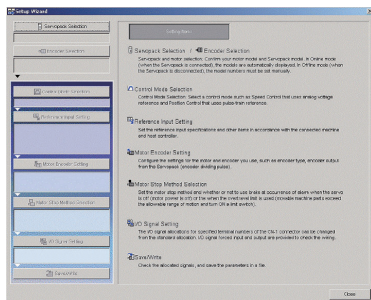 Setup Wizard
Servopack Selection
Encoder Selection
Control Mode Selection
Reference Input Setting
Motor Encoder Setting
Motor Stop Method Selection
I/O Signal Setting
Save/Write
Setting Items
Servopack Selection / Encoder Selection
Servopack and motor selection. Confirm your motor model and Servopack model. In Online mode
(when the Servopack is connected), the models are automatically displayed. In Offline mode (when
the Servopack is disconnected), the model numbers must be set manually.
Control Mode Selection
Control Mode Selection. Select a control mode such as Speed Control that uses analog voltage
reference and Position Control that uses pulse-train reference.
Reference Input Setting
Set the reference input specifications and other items in accordance with the connected machine
and host controller.
Motor Encoder Setting
Configure the settings for the motor and encoder you use, such as encoder type, encoder output
from the Servopack (encoder dividing pulse).
Motor Stop Method Selection
Set the motor stop method and whether or not to use brake at occurrence of alarm when the servo
is off (motor power is off) or when the overtravel limit is used (movable machine parts exceed
the allowable range of motion and turn ON a limit switch).
I/O Signal Setting
The I/O signal allocations for specified terminal numbers of the CN-1 connector can be changed
from the standard allocation. I/O signal forced input and output are provided to check the wiring.
Save/Write
Check the allocated signals, and save the parameters in a file.
Close